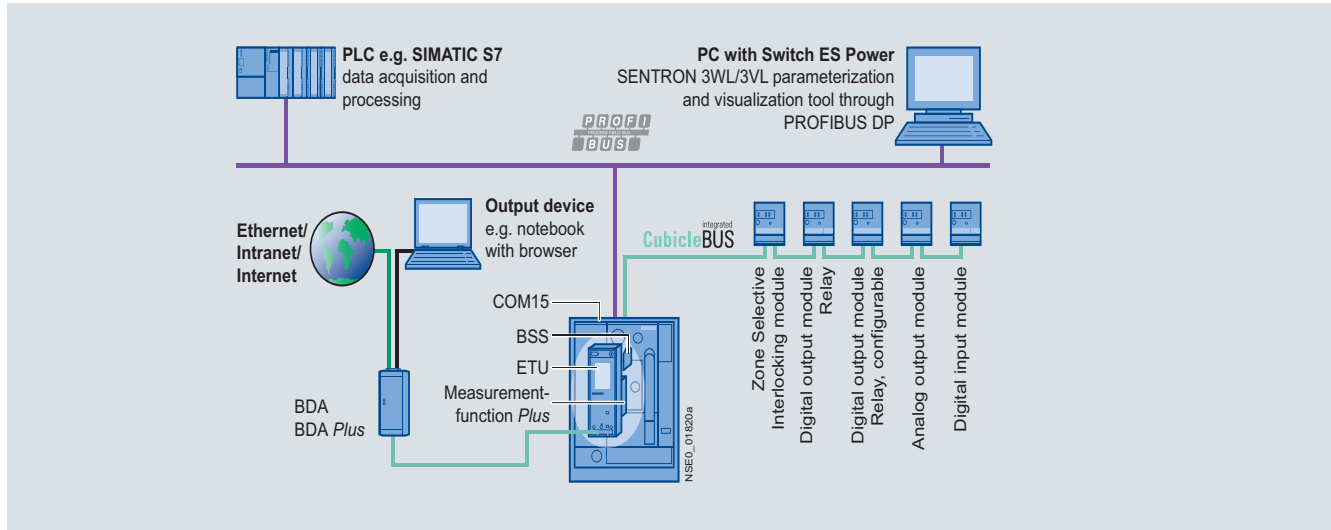 PLC e.g. SIMATIC S7
data acquisition and
processing
PC with Switch ES Power
SENTRON 3WL/3VL parameterization
and visualization tool through
PROFIBUS DP
PROFI
PROCESS FIELD BUS
BUS
Ethernet/
Intranet/
Internet
Output device
e.g. notebook
with browser
integrated
CubicleBUS
COM15
BSS
ETU
Measurement-
function Plus
BDA
BDA Plus
NSE0_01820a
Zone Selective
Interlocking module
Digital output module
Relay
Digital output module
Relay, configurable
Analog output module
Digital input module